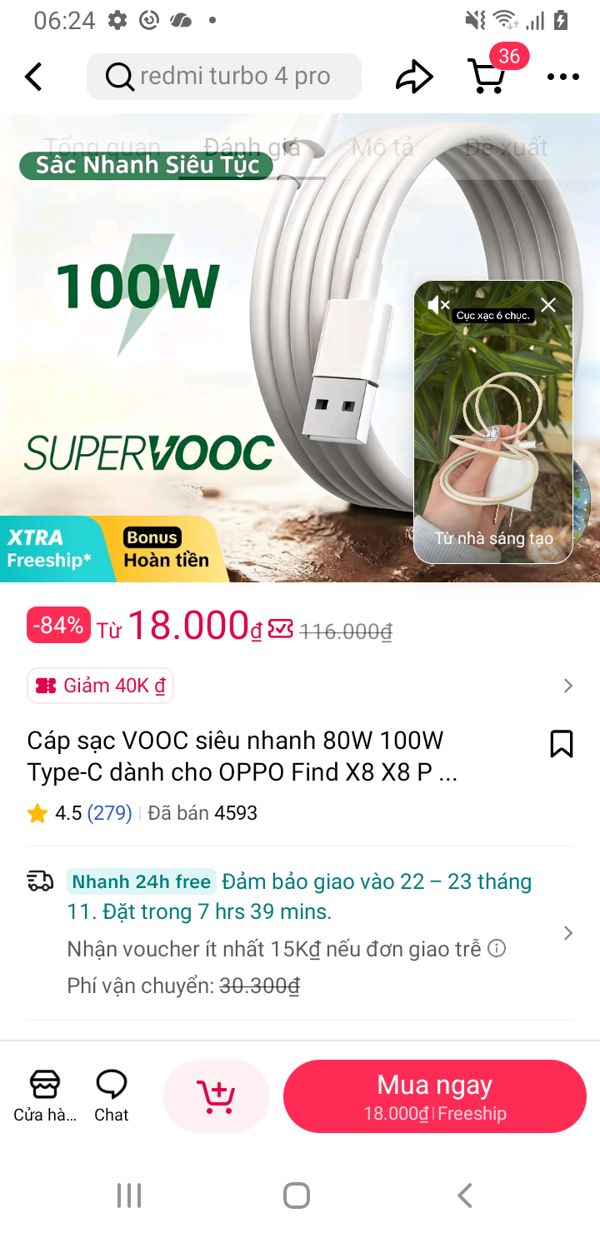 06:24
redmi turbo 4 pro
36
Tổng quan Đánh giá Mô tả Đề xuất
Sâc Nhanh Siêu Tục
100W
Cục xạc 6 chục.
SUPERVOOC
Từ nhà sáng tạo
XTRA
Freeship*
Bonus
Hoàn tiền
-84% Từ 18.000đ 116.000đ
Giảm 40K đ
Cáp sạc VOOC siêu nhanh 80W 100W
Type-C dành cho OPPO Find X8 X8 P ...
4.5 (279) Đã bán 4593
Nhanh 24h free Đảm bảo giao vào 22 – 23 tháng
11. Đặt trong 7 hrs 39 mins.
Nhận voucher ít nhất 15K₫ nếu đơn giao trễ
Phí vận chuyển: 30.300₫
Cửa hà... Chat
Mua ngay
18.000₫ | Freeship